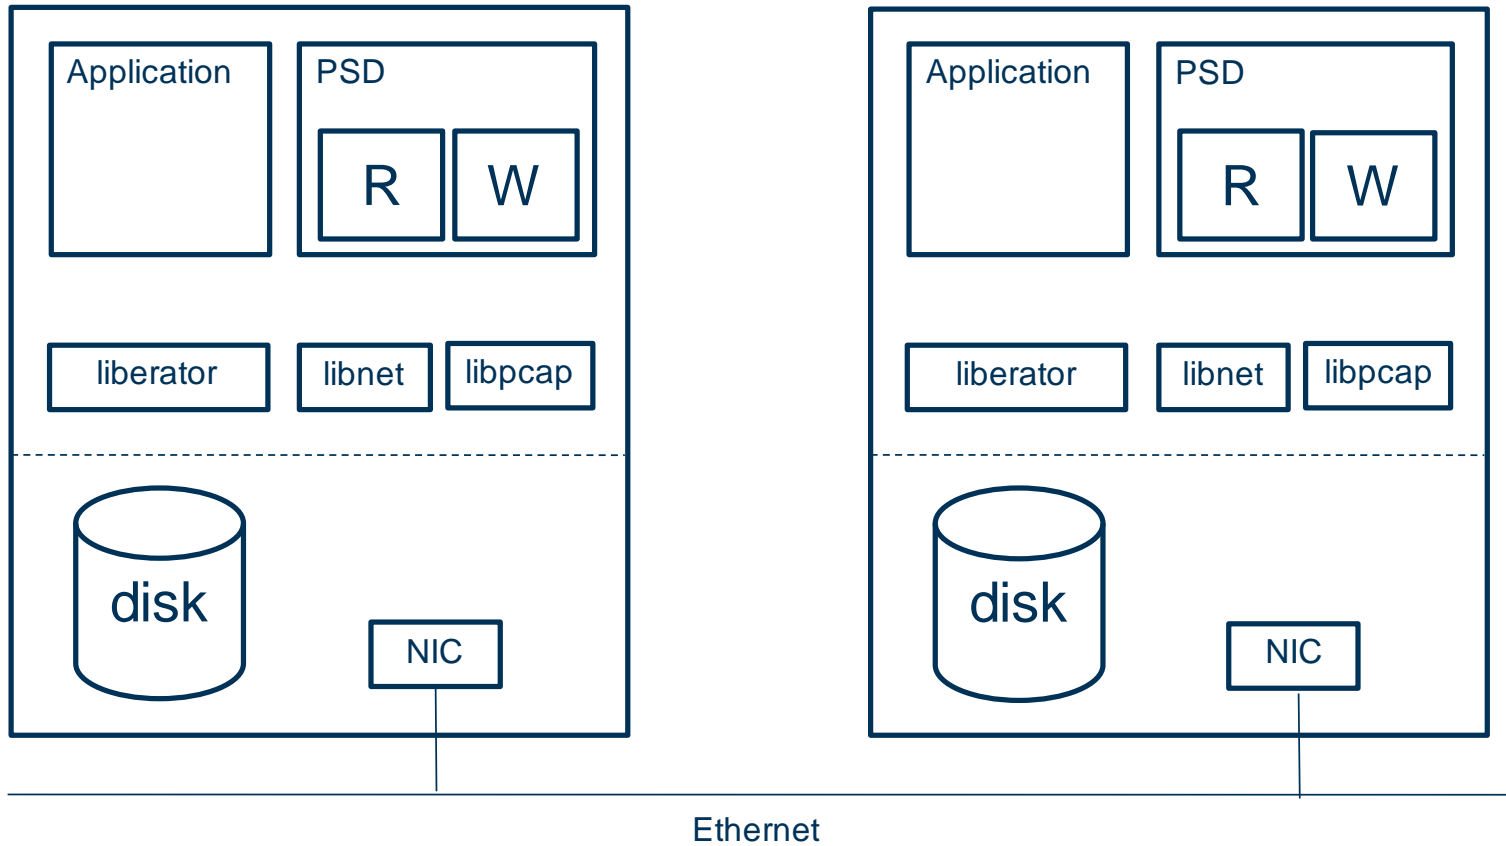 Application
PSD
R
W
liberator
libnet
libpcap
disk
NIC
Application
PSD
R
W
liberator
libnet
libpcap
disk
NIC
Ethernet